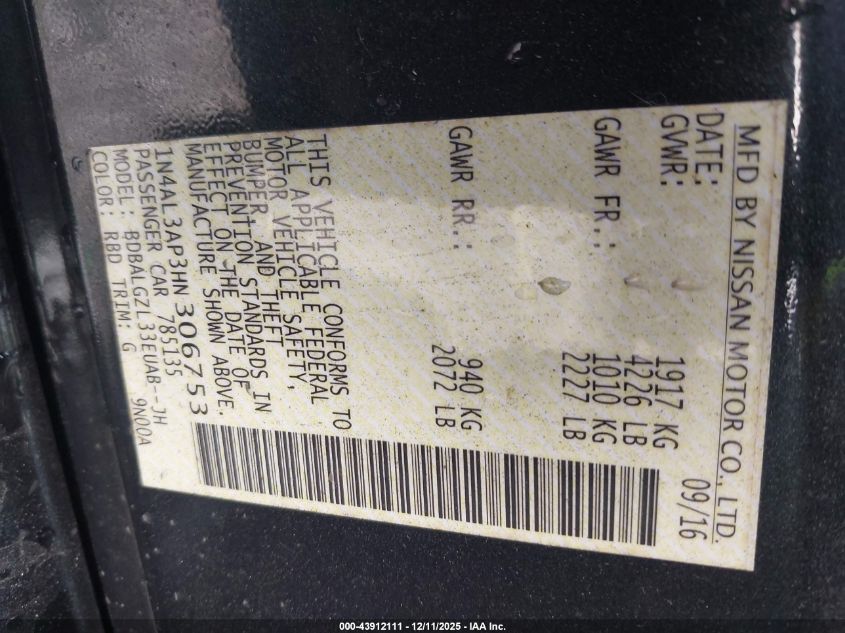 MFD BY NISSAN MOTOR CO., LTD.
DATE: 09/16
GVWR: 1917 KG
4226 LB
GAWR FR.: 1010 KG
2227 LB
GAWR RR.: 940 KG
2072 LB
THIS VEHICLE CONFORMS TO
ALL APPLICABLE FEDERAL
MOTOR VEHICLE SAFETY,
BUMPER, AND THEFT
PREVENTION STANDARDS IN
EFFECT ON THE DATE OF
MANUFACTURE SHOWN ABOVE.
1N4AL3AP3HN306753
PASSENGER CAR 785135
MODEL: BDBALGZL33EUAB-JH
COLOR: RBD TRIM: G 9N00A
000-43912111 - 12/11/2025 - IAA Inc.